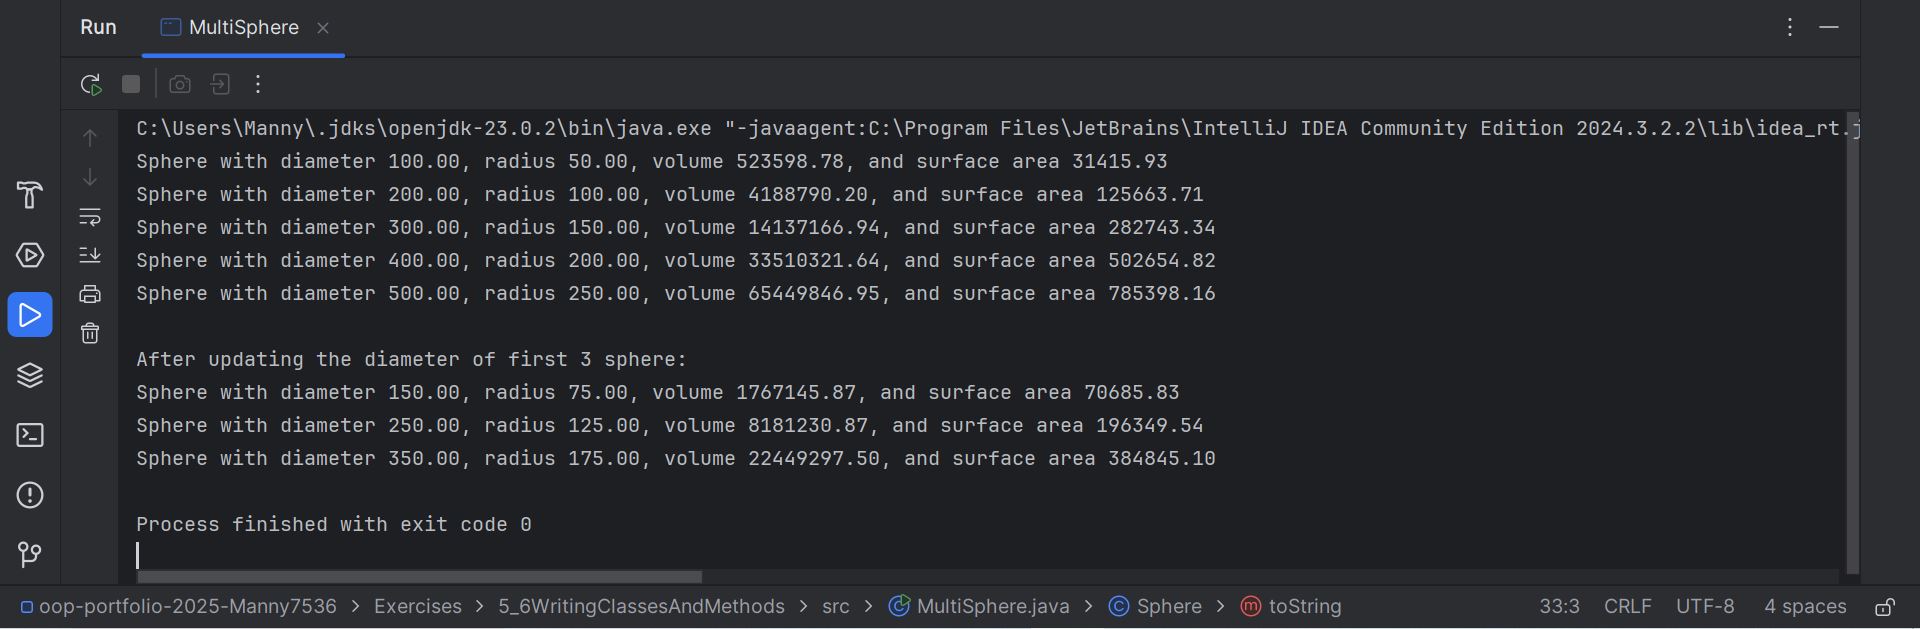 Run MultiSphere
C:\Users\Manny\.jdks\openjdk-23.0.2\bin\java.exe "-javaagent:C:\Program Files\JetBrains\IntelliJ IDEA Community Edition 2024.3.2.2\lib\idea_rt.j
Sphere with diameter 100.00, radius 50.00, volume 523598.78, and surface area 31415.93
Sphere with diameter 200.00, radius 100.00, volume 4188790.20, and surface area 125663.71
Sphere with diameter 300.00, radius 150.00, volume 14137166.94, and surface area 282743.34
Sphere with diameter 400.00, radius 200.00, volume 33510321.64, and surface area 502654.82
Sphere with diameter 500.00, radius 250.00, volume 65449846.95, and surface area 785398.16
After updating the diameter of first 3 sphere:
Sphere with diameter 150.00, radius 75.00, volume 1767145.87, and surface area 70685.83
Sphere with diameter 250.00, radius 125.00, volume 8181230.87, and surface area 196349.54
Sphere with diameter 350.00, radius 175.00, volume 22449297.50, and surface area 384845.10
Process finished with exit code 0
oop-portfolio-2025-Manny7536 > Exercises > 5_6WritingClassesAndMethods > src > MultiSphere.java > Sphere > toString 33:3 CRLF UTF-8 4 spaces